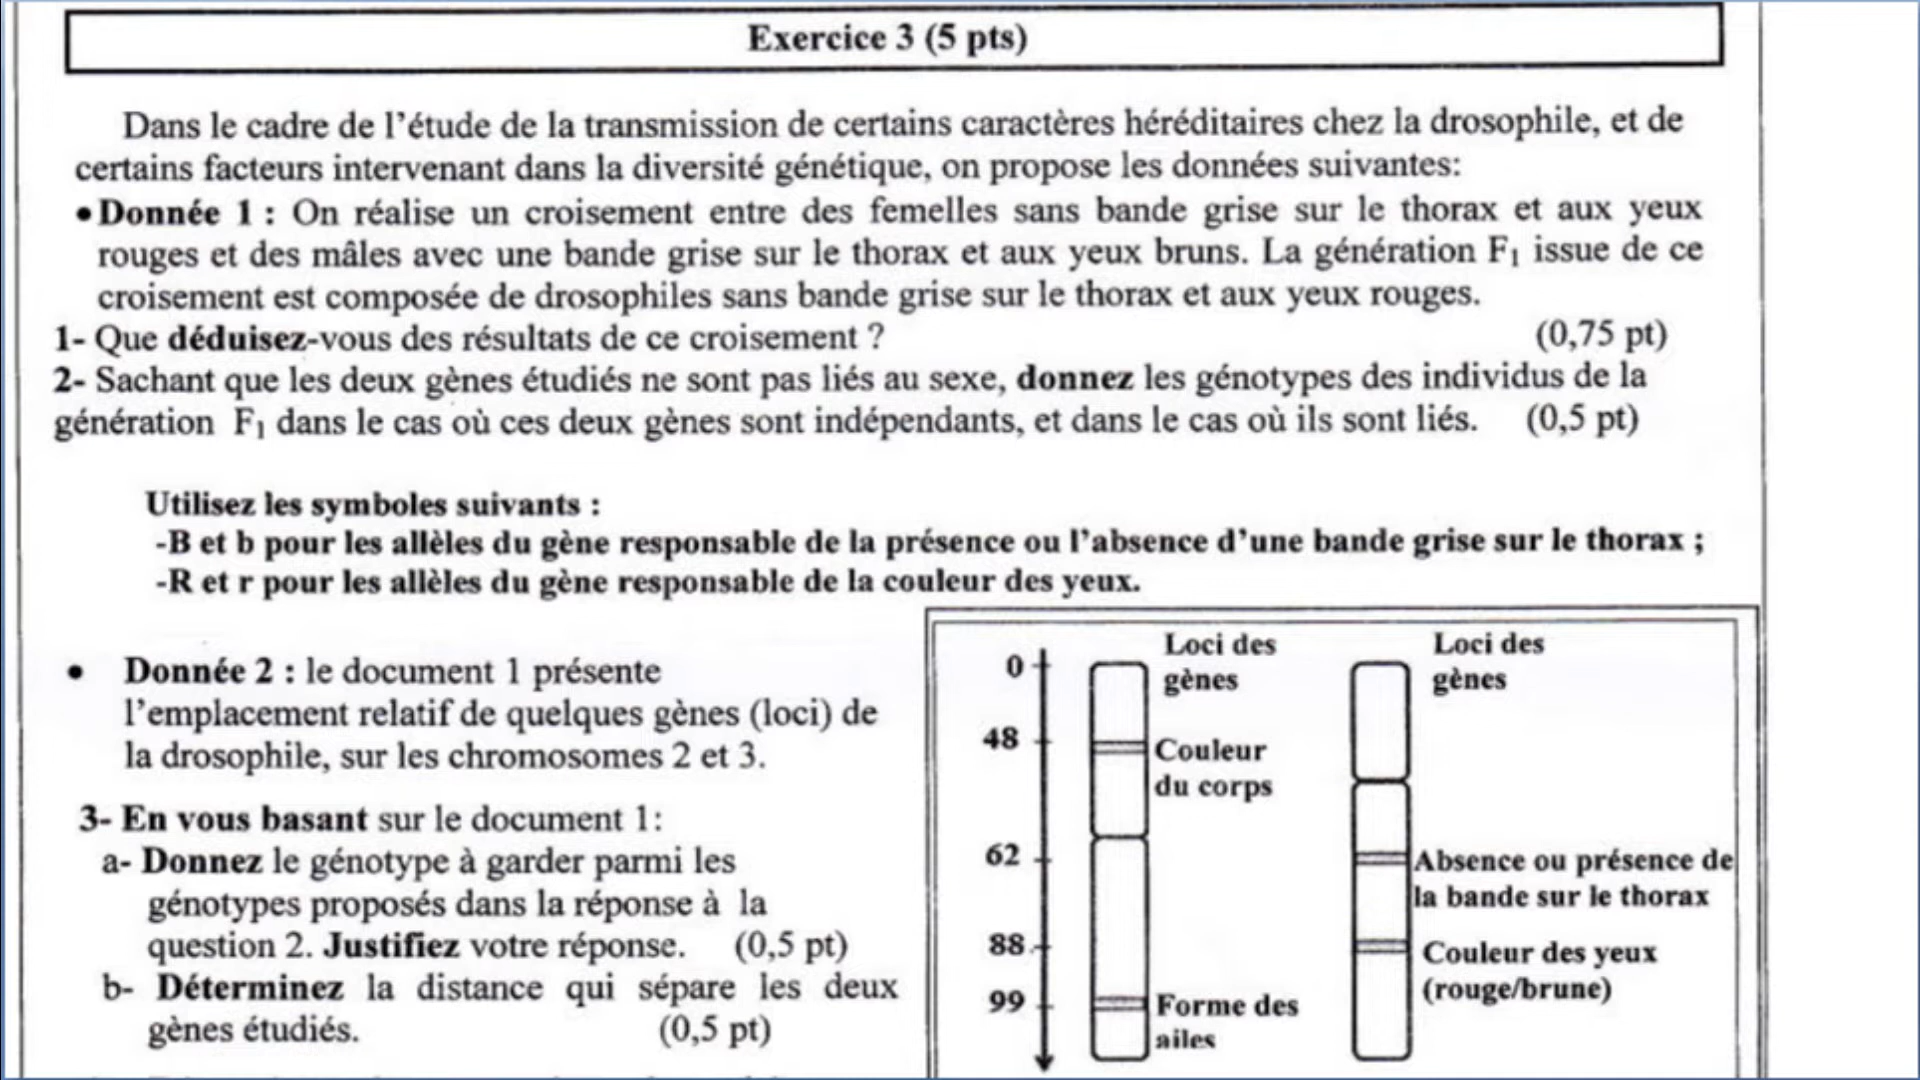 Exercice 3 (5 pts)
Dans le cadre de l'étude de la transmission de certains caractères héréditaires chez la drosophile, et de
certains facteurs intervenant dans la diversité génétique, on propose les données suivantes:
•Donnée 1 : On réalise un croisement entre des femelles sans bande grise sur le thorax et aux yeux
rouges et des mâles avec une bande grise sur le thorax et aux yeux bruns. La génération F₁ issue de ce
croisement est composée de drosophiles sans bande grise sur le thorax et aux yeux rouges.
1- Que déduisez-vous des résultats de ce croisement ? (0,75 pt)
2- Sachant que les deux gènes étudiés ne sont pas liés au sexe, donnez les génotypes des individus de la
génération F₁ dans le cas où ces deux gènes sont indépendants, et dans le cas où ils sont liés. (0,5 pt)
Utilisez les symboles suivants :
-B et b pour les allèles du gène responsable de la présence ou l'absence d'une bande grise sur le thorax ;
-R et r pour les allèles du gène responsable de la couleur des yeux.
• Donnée 2 : le document 1 présente
l'emplacement relatif de quelques gènes (loci) de
la drosophile, sur les chromosomes 2 et 3.
3- En vous basant sur le document 1:
a- Donnez le génotype à garder parmi les
génotypes proposés dans la réponse à la
question 2. Justifiez votre réponse. (0,5 pt)
b- Déterminez la distance qui sépare les deux
gènes étudiés. (0,5 pt)
0
48
62
88
99
Loci des
gènes
Couleur
du corps
Forme des
ailes
Loci des
gènes
Absence ou présence de
la bande sur le thorax
Couleur des yeux
(rouge/brune)